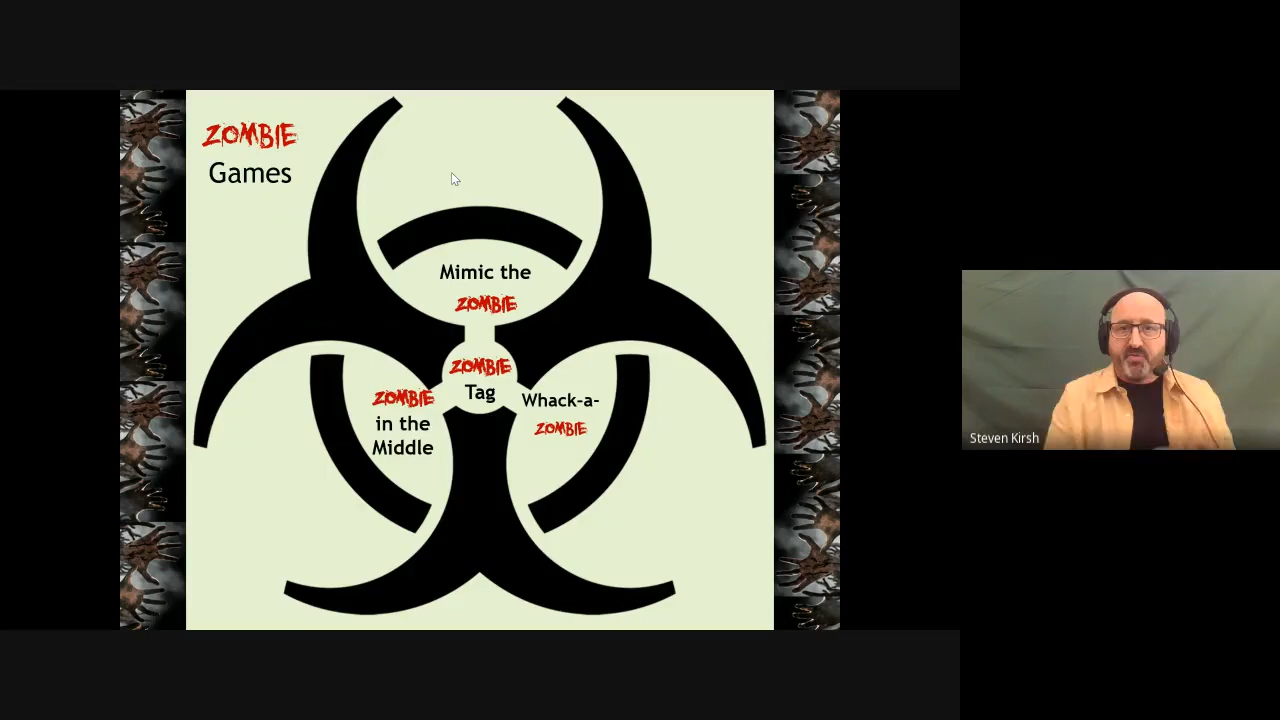 ZOMBIE
Games
Mimic the
ZOMBIE
ZOMBIE
Tag
ZOMBIE
in the
Middle
Whack-a-
ZOMBIE
Steven Kirsh